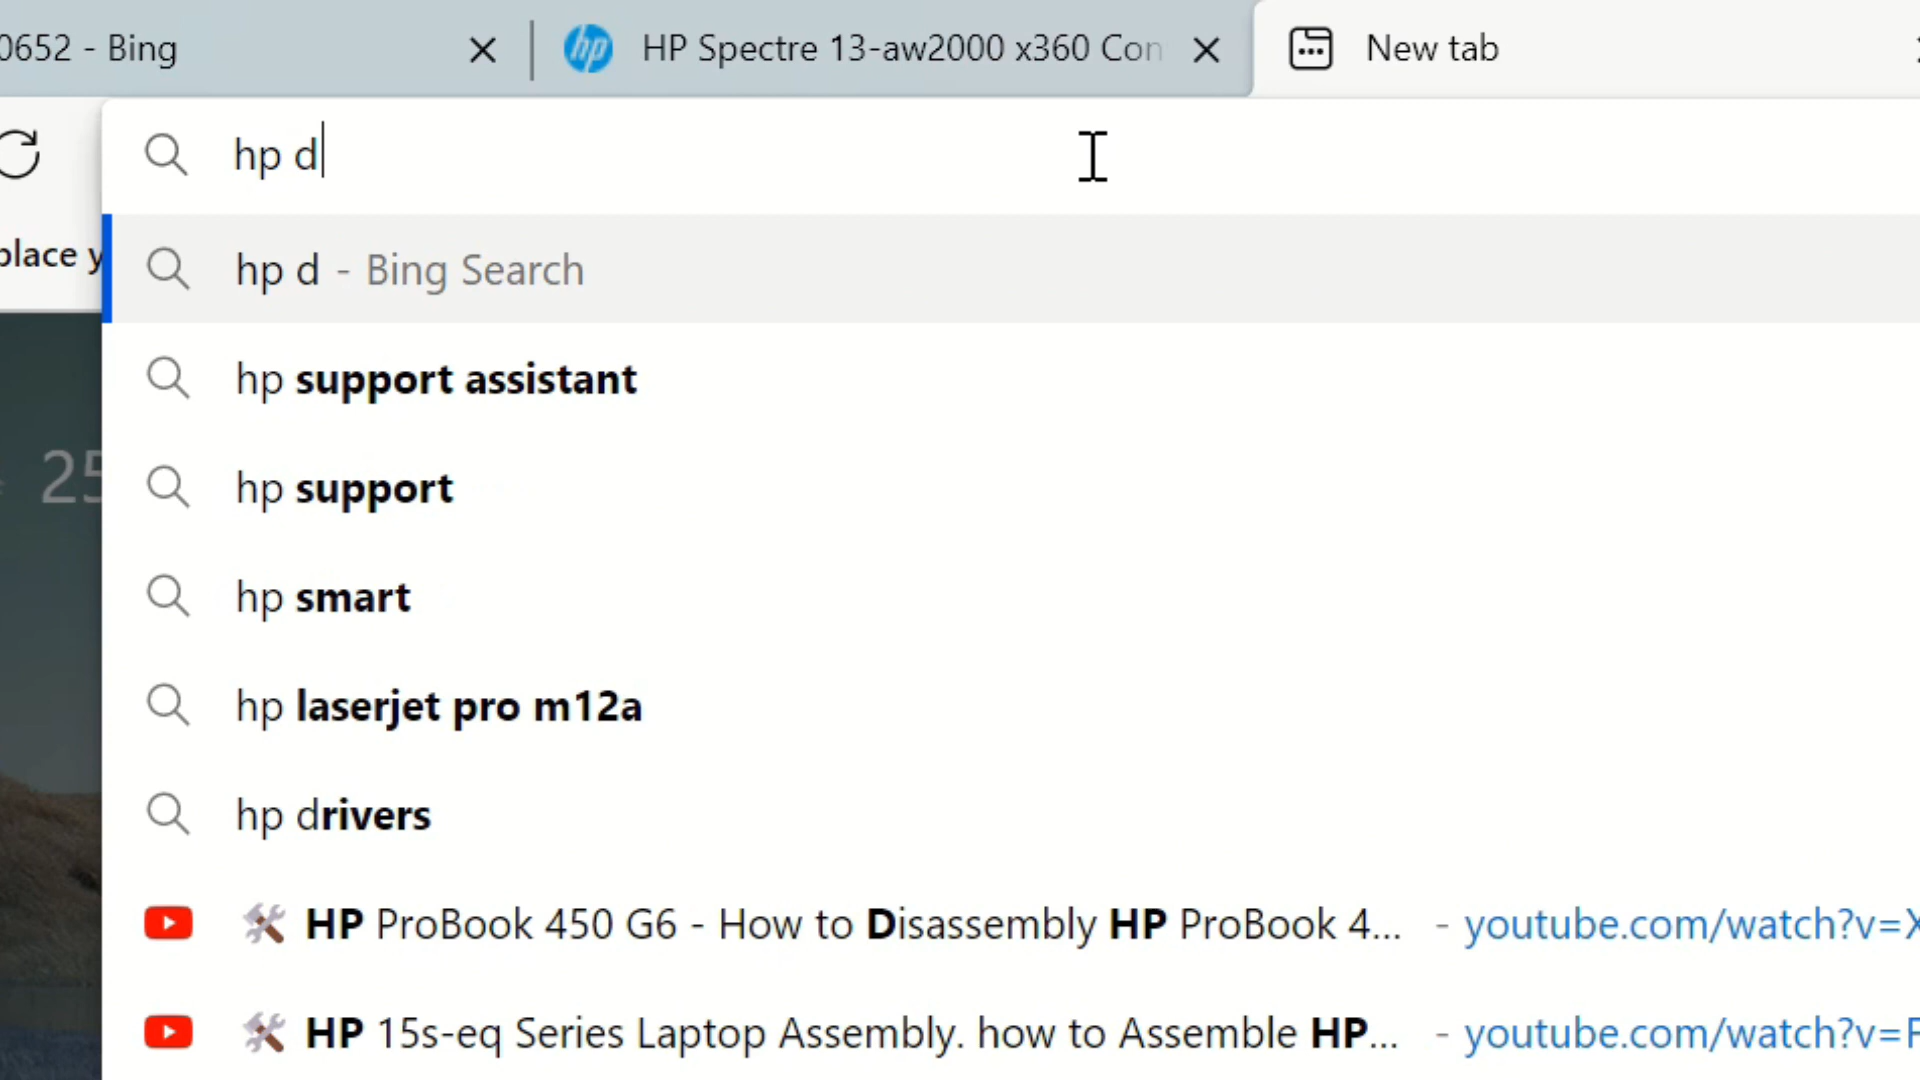 0652 - Bing
hp HP Spectre 13-aw2000 x360 Con
New tab
hp d
place y
hp d - Bing Search
hp support assistant
25
hp support
hp smart
hp laserjet pro m12a
hp drivers
HP ProBook 450 G6 - How to Disassembly HP ProBook 4... - youtube.com/watch?v=X
HP 15s-eq Series Laptop Assembly. how to Assemble HP... - youtube.com/watch?v=F